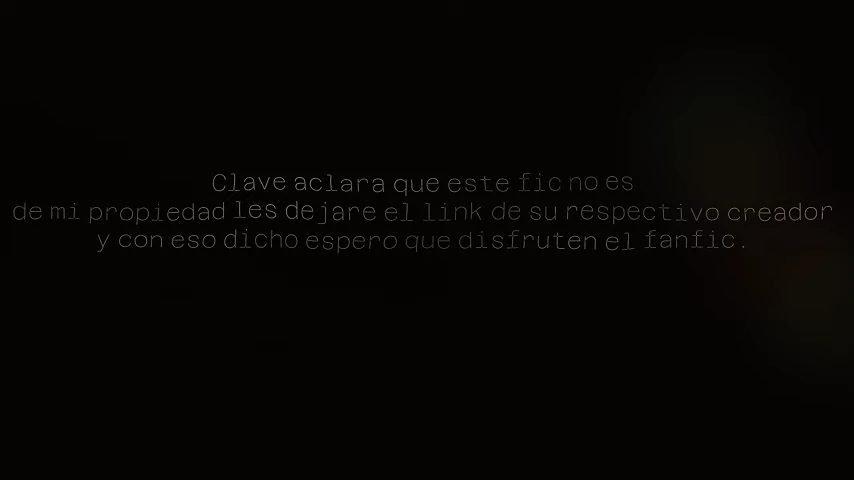 Clave aclara que este fic no es
de mi propiedad les dejare el link de su respectivo creador
y con eso dicho espero que disfruten el fanfic.